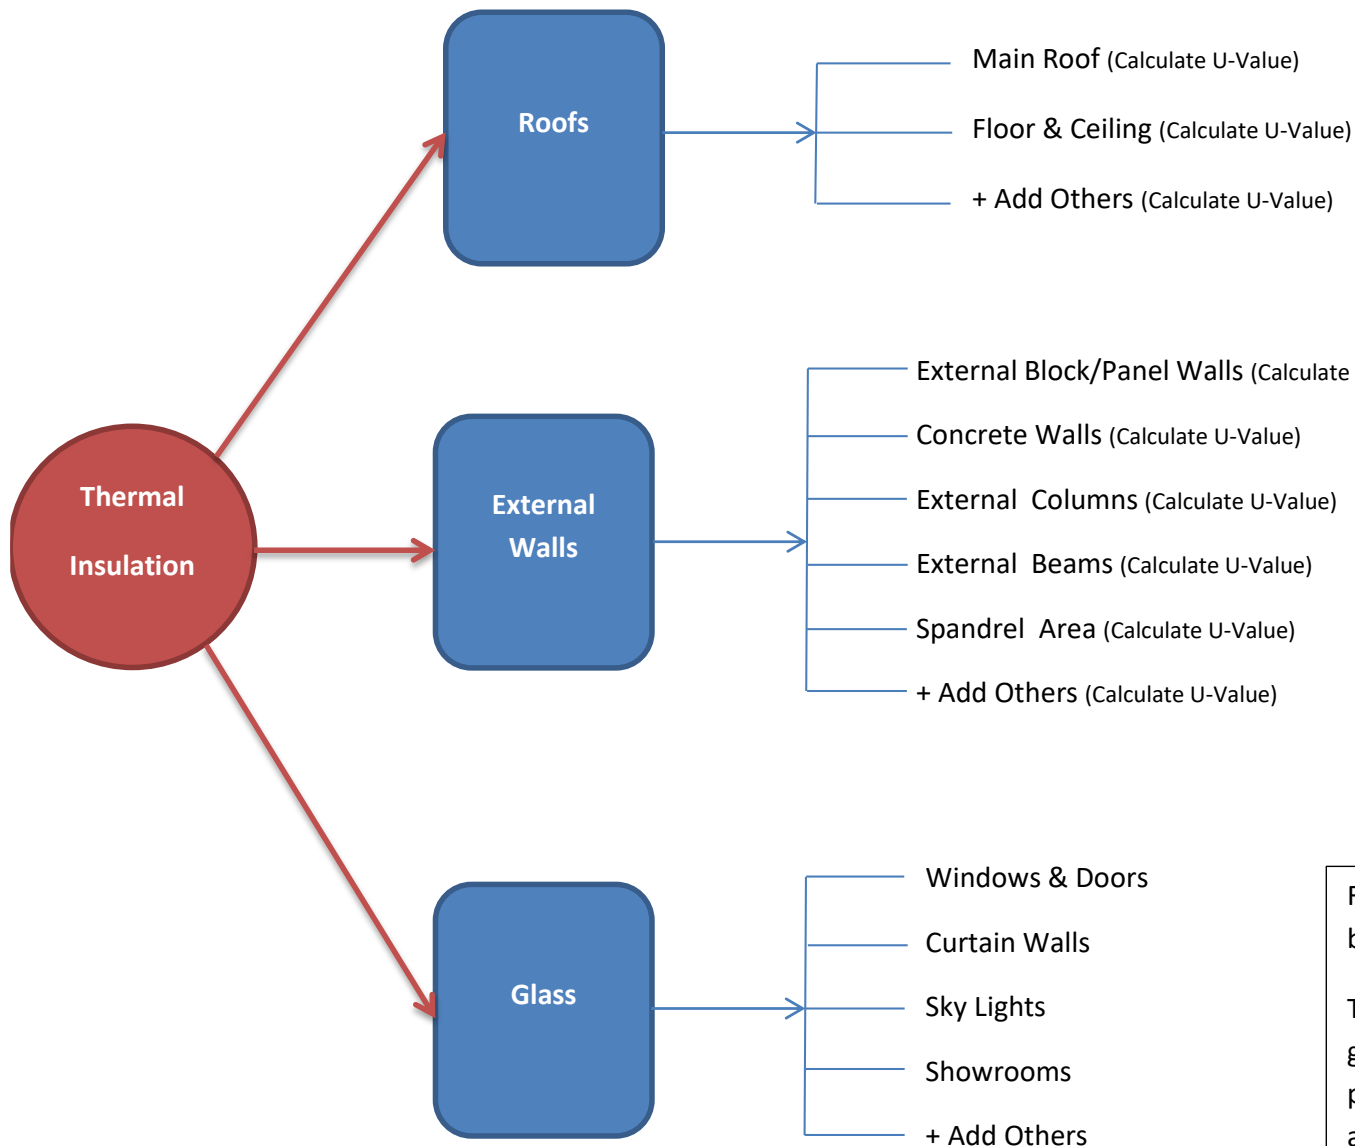 Roofs
Main Roof (Calculate U-Value)
Floor & Ceiling (Calculate U-Value)
+ Add Others (Calculate U-Value)
Thermal
Insulation
External
Walls
External Block/Panel Walls (Calculate
Concrete Walls (Calculate U-Value)
External  Columns (Calculate U-Value)
External  Beams (Calculate U-Value)
Spandrel  Area (Calculate U-Value)
+ Add Others (Calculate U-Value)
Glass
Windows & Doors
Curtain Walls
Sky Lights
Showrooms
+ Add Others